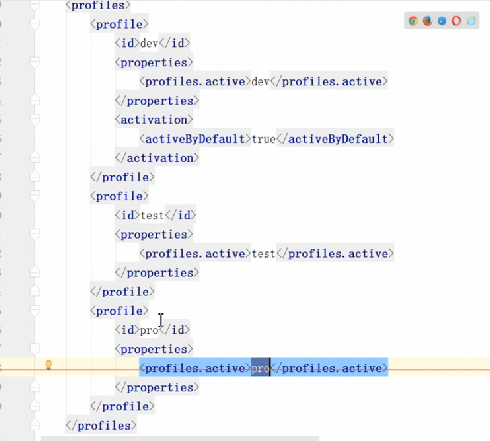 <profiles>
<profile>
<id>dev</id>
<properties>
<profiles.active>dev</profiles.active>
</properties>
<activation>
<activeByDefault>true</activeByDefault>
</activation>
</profile>
<profile>
<id>test</id>
<properties>
<profiles.active>test</profiles.active>
</properties>
</profile>
<profile>
<id>pro</id>
<properties>
<profiles.active>pro</profiles.active>
</properties>
</profile>
</profiles>